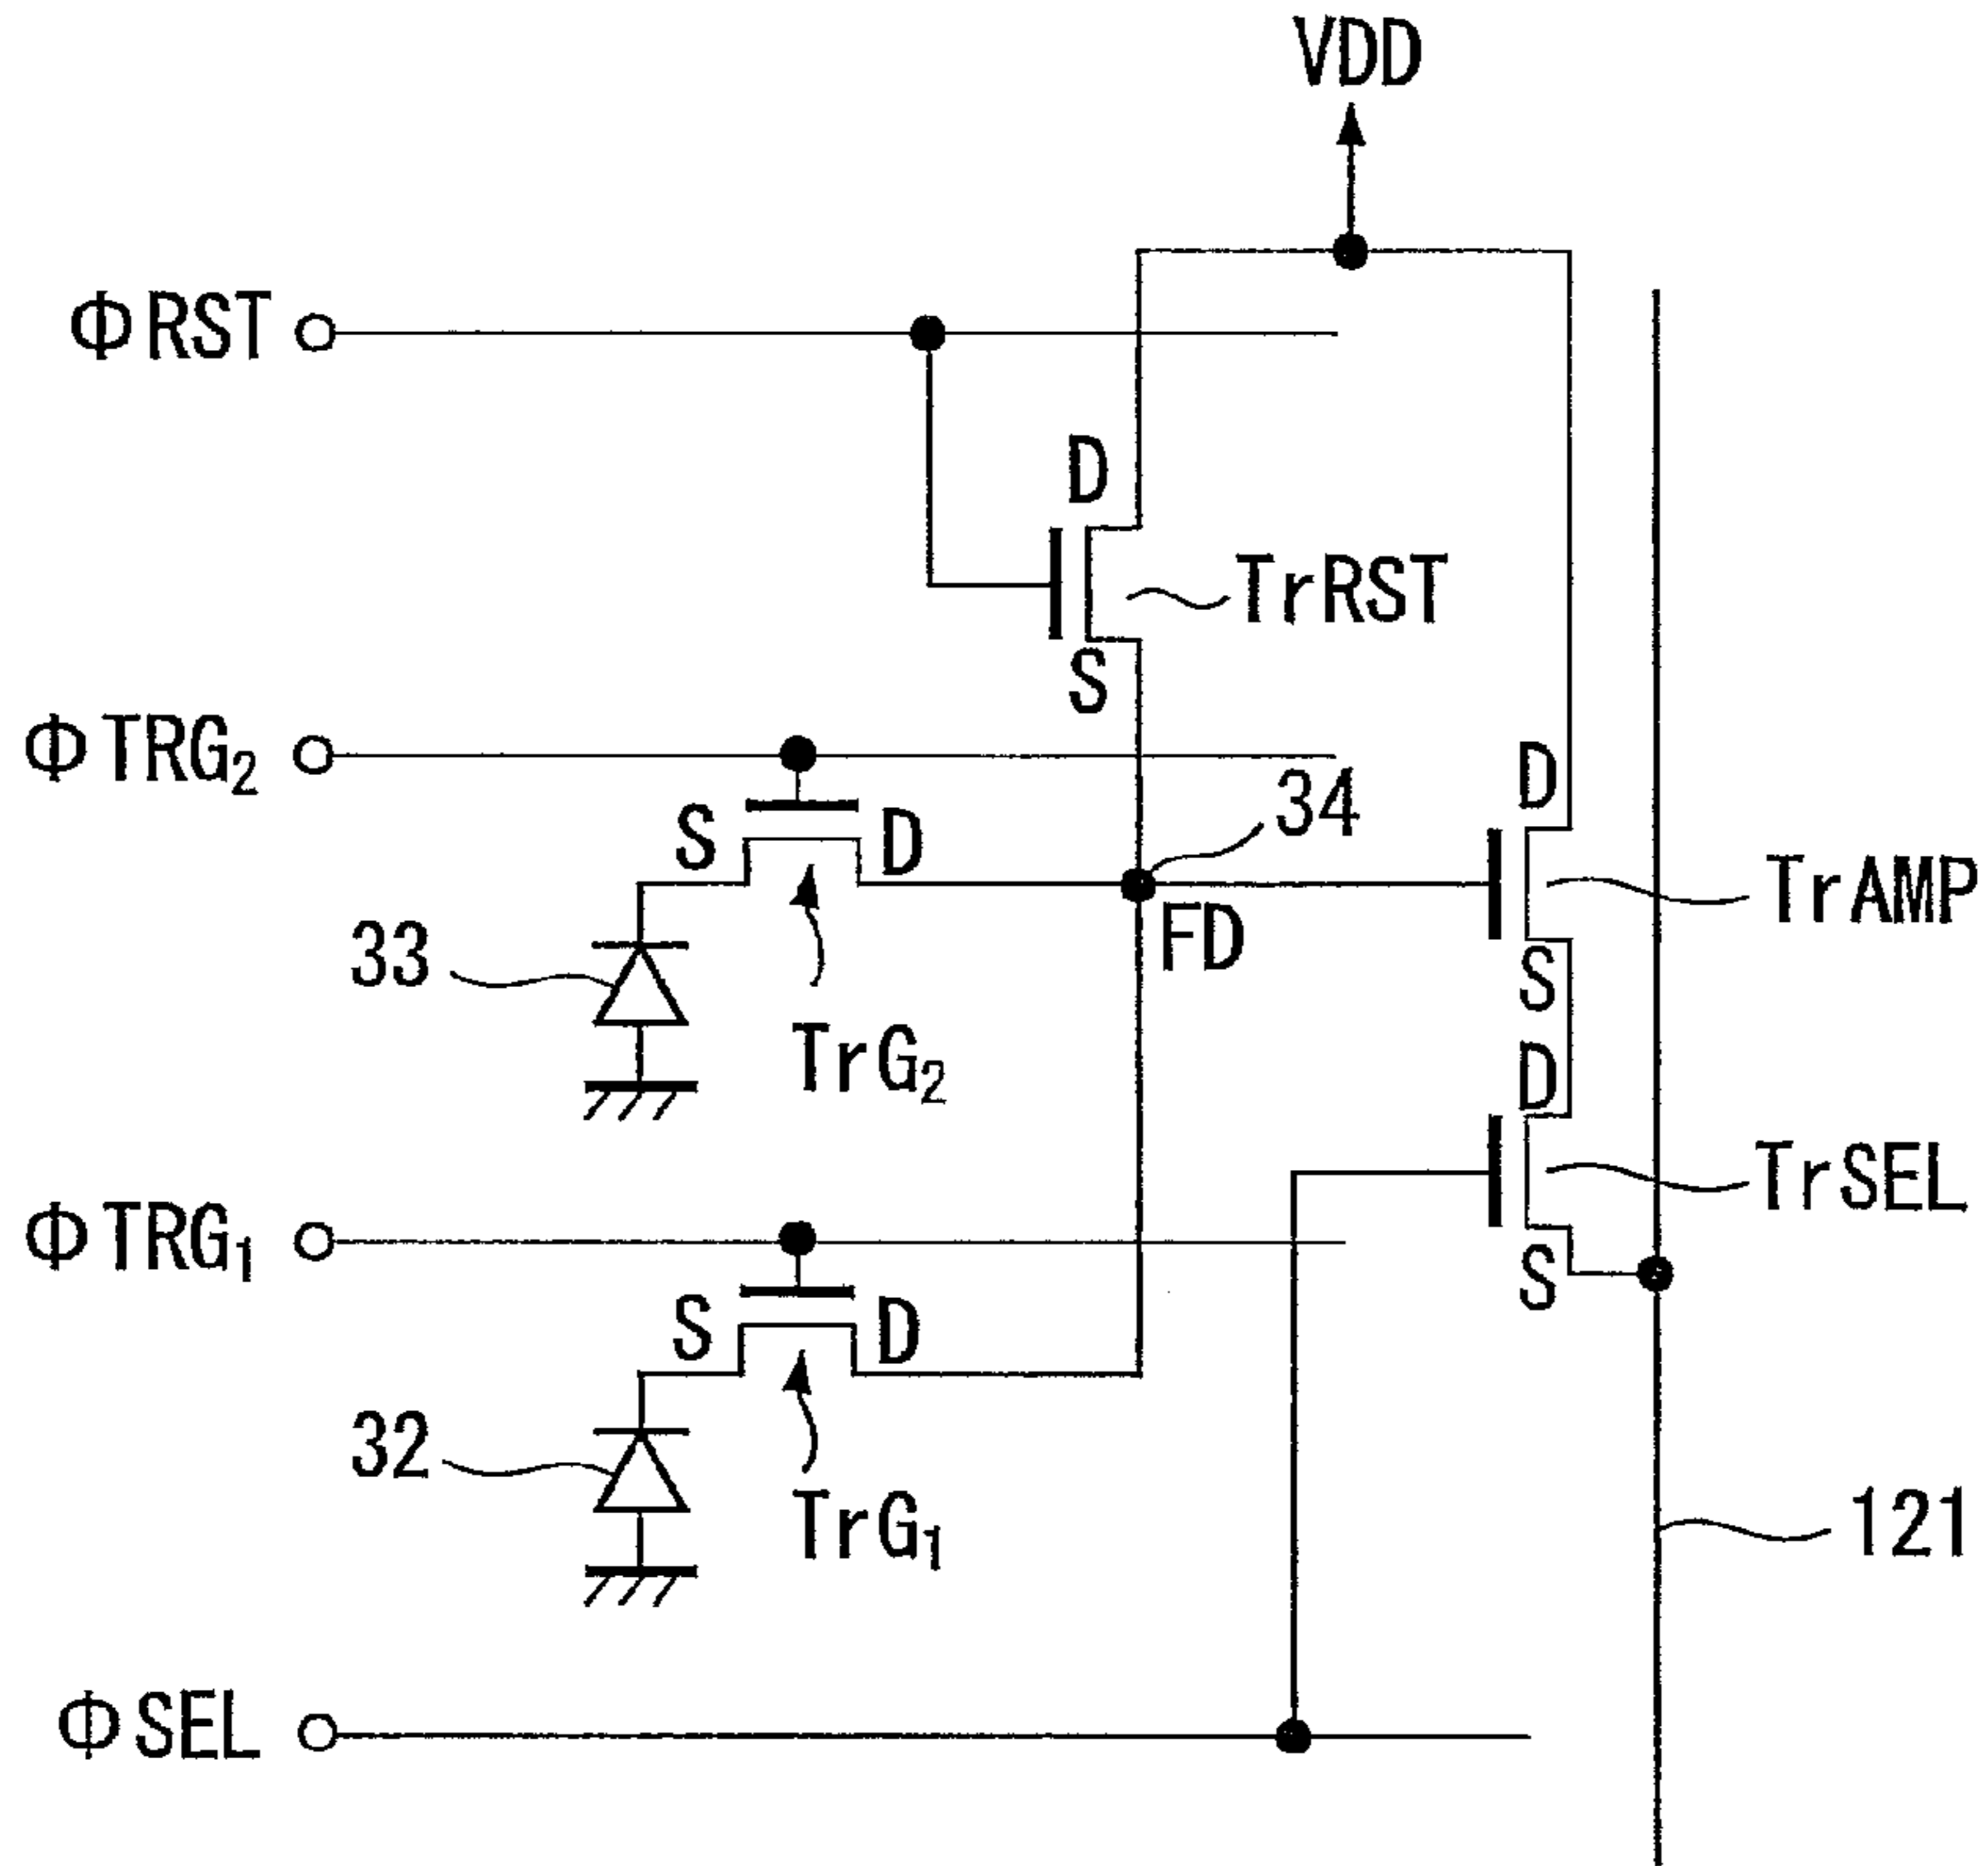 VDD
ΦRST
D
TrRST
S
ΦTRG₂
34
D
S
D
TrAMP
FD
33
S
TrG₂
D
TrSEL
ΦTRG₁
S
S
D
32
TrG₁
121
ΦSEL